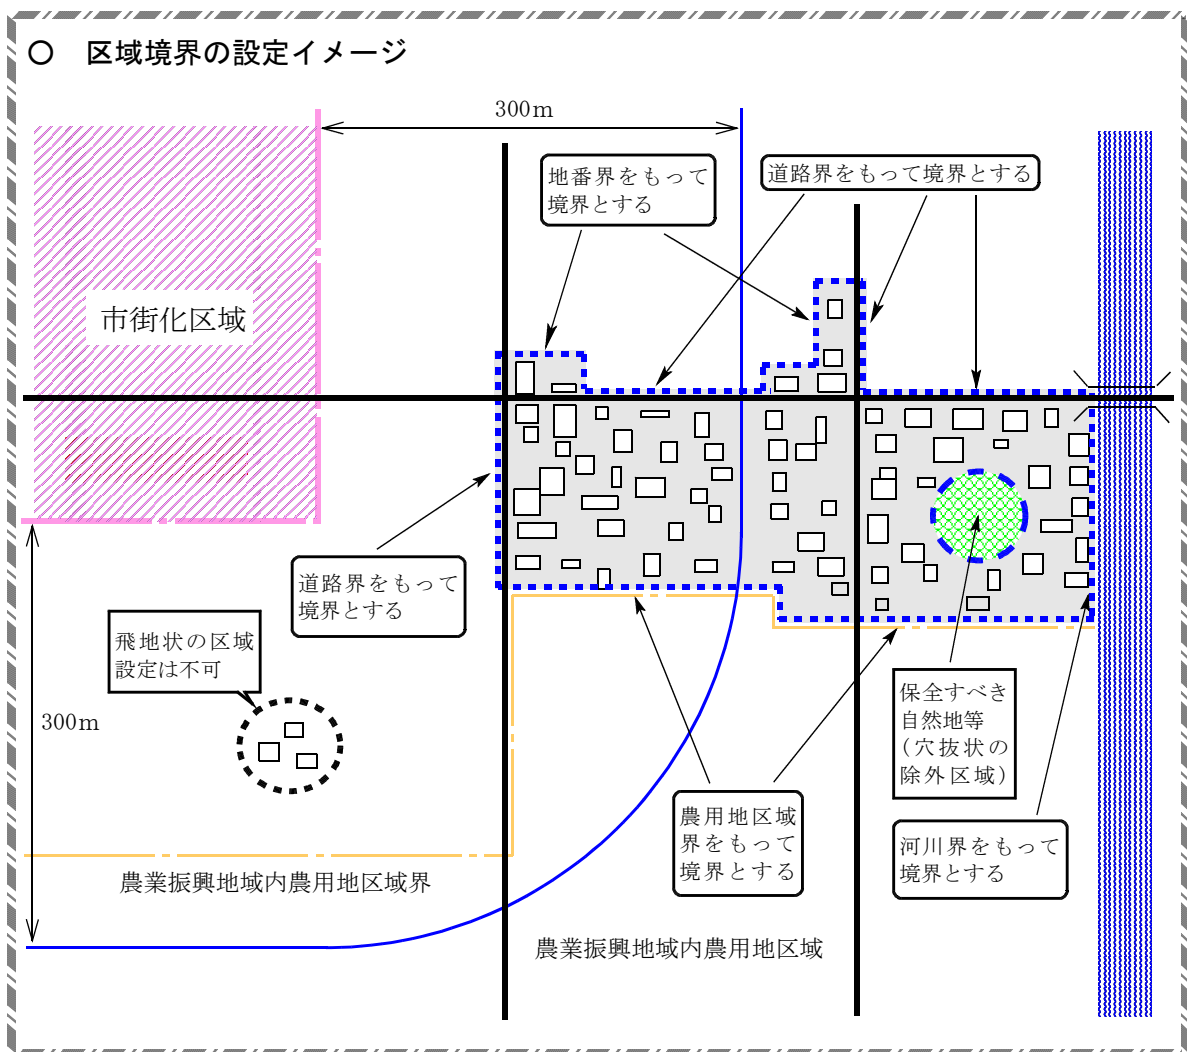 ○ 区域境界の設定イメージ
300m
地番界をもって
境界とする
道路界をもって境界とする
市街化区域
道路界をもって
境界とする
飛地状の区域
設定は不可
300m
保全すべき
自然地等
(穴抜状の
除外区域)
農用地区域
界をもって
境界とする
河川界をもって
境界とする
農業振興地域内農用地区域界
農業振興地域内農用地区域